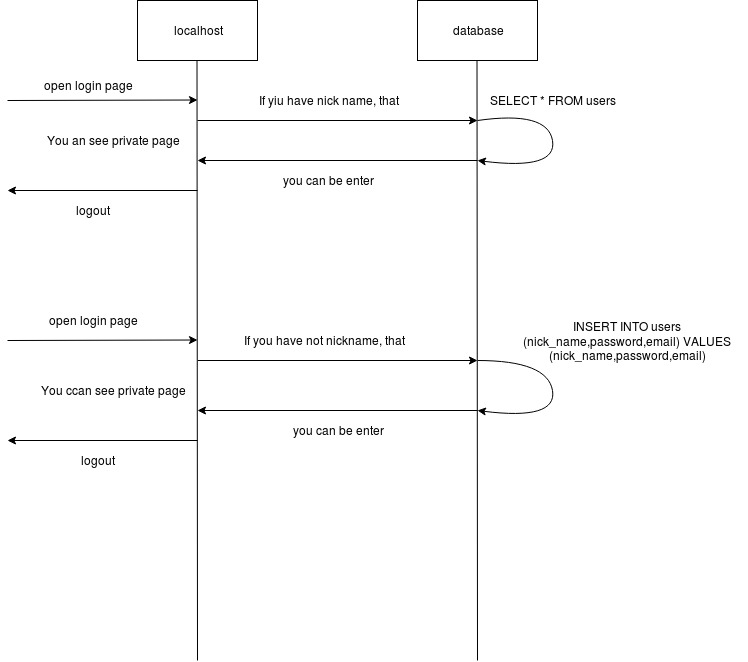 localhost
database
open login page
If yiu have nick name, that
SELECT * FROM users
You an see private page
you can be enter
logout
open login page
If you have not nickname, that
INSERT INTO users
(nick_name,password,email) VALUES
(nick_name,password,email)
You ccan see private page
you can be enter
logout